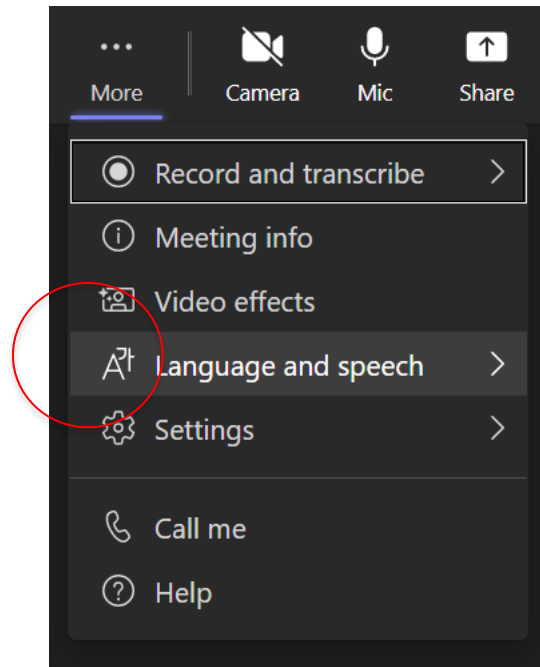 More Camera Mic Share
Record and transcribe
Meeting info
Video effects
Language and speech
Settings
Call me
Help